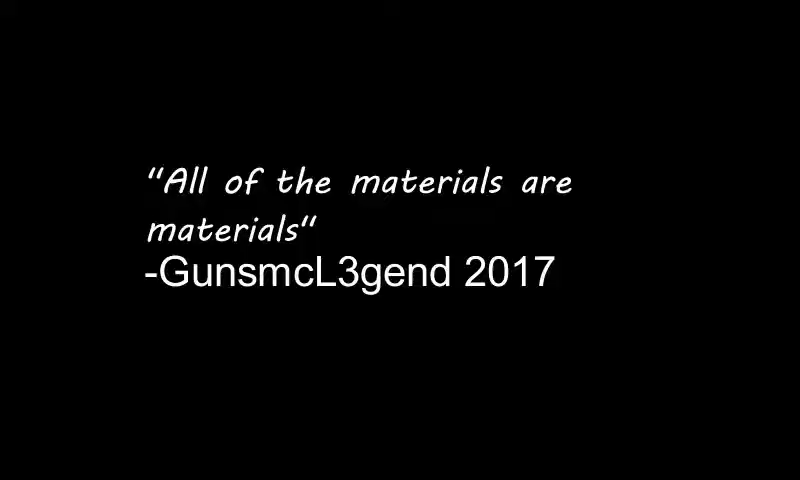 "All of the materials are
materials"
-GunsmcL3gend 2017